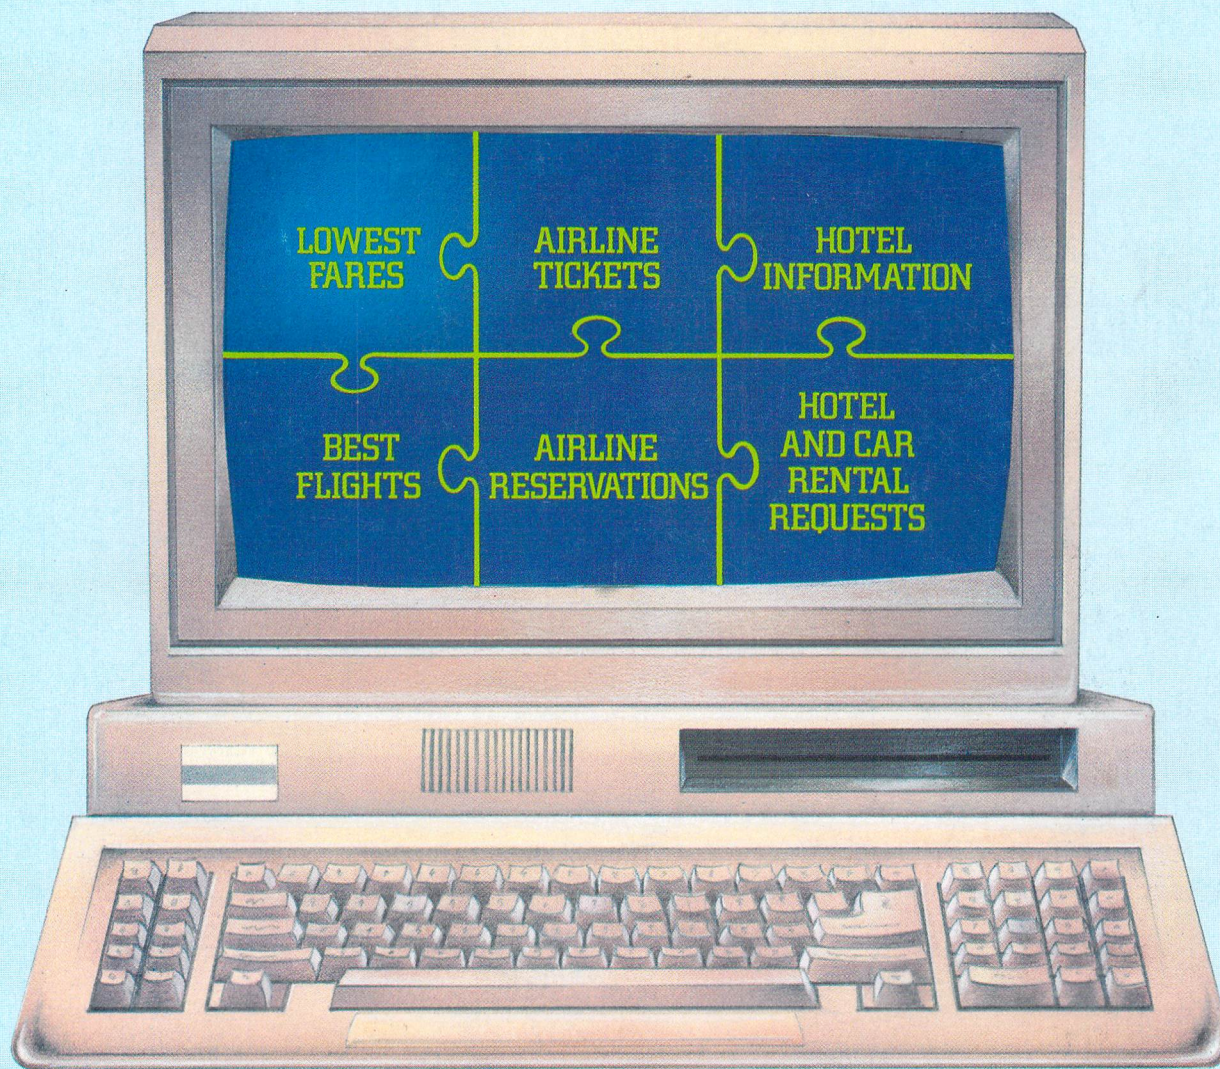 LOWEST
FARES
AIRLINE
TICKETS
HOTEL
INFORMATION
BEST
FLIGHTS
AIRLINE
RESERVATIONS
HOTEL
AND CAR
RENTAL
REQUESTS